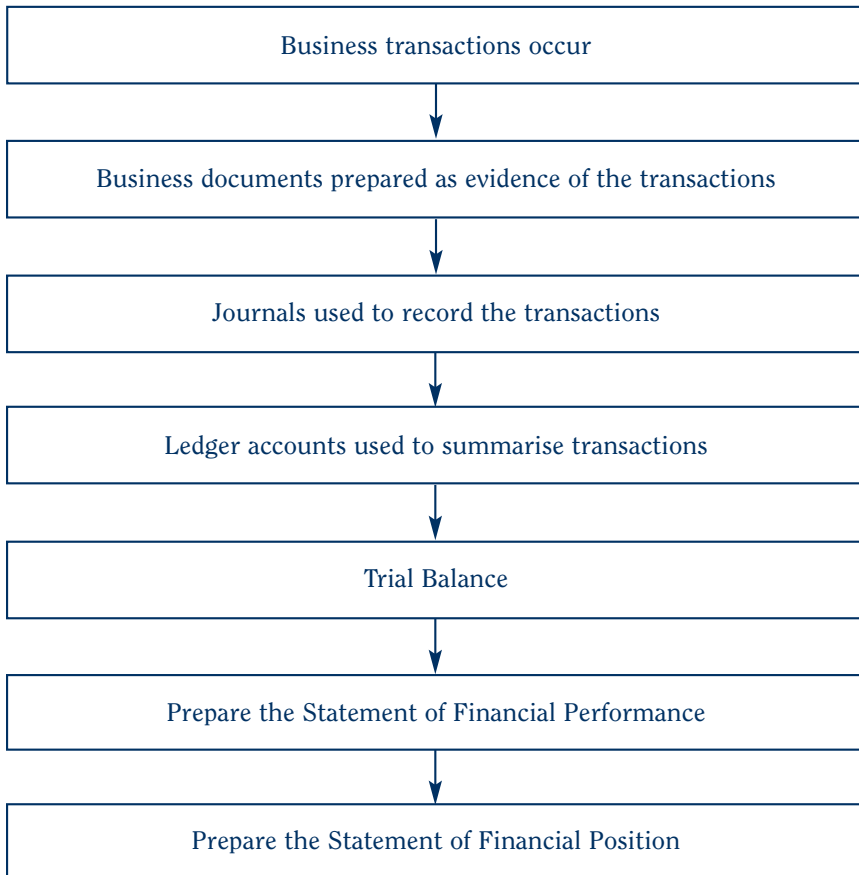 Business transactions occur
Business documents prepared as evidence of the transactions
Journals used to record the transactions
Ledger accounts used to summarise transactions
Trial Balance
Prepare the Statement of Financial Performance
Prepare the Statement of Financial Position